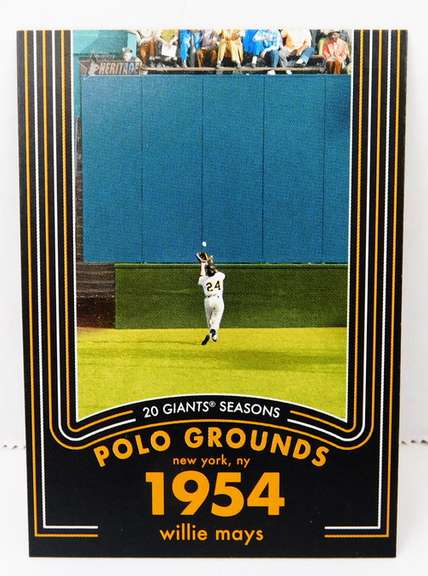 HERITAGE
24
20 GIANTS® SEASONS
POLO GROUNDS
new york, ny
1954
willie mays